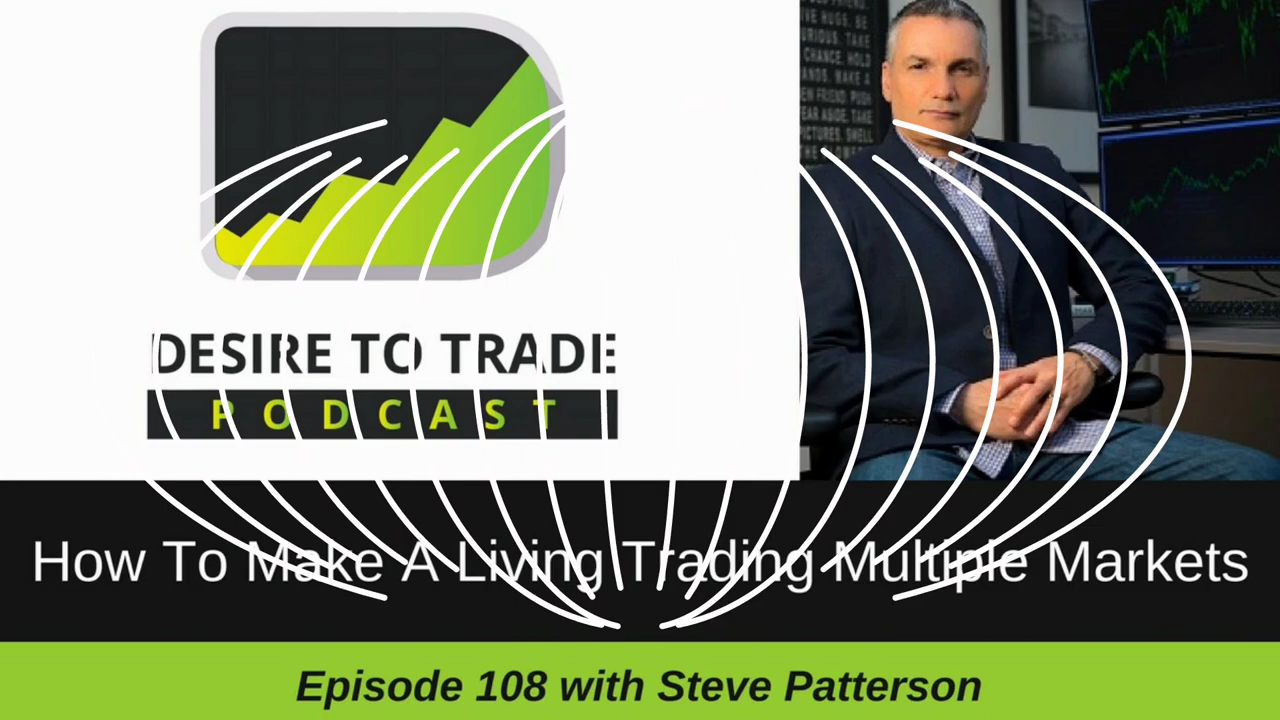 DESIRE TO TRADE
PODCAST
How To Make A Living Trading Multiple Markets
Episode 108 with Steve Patterson